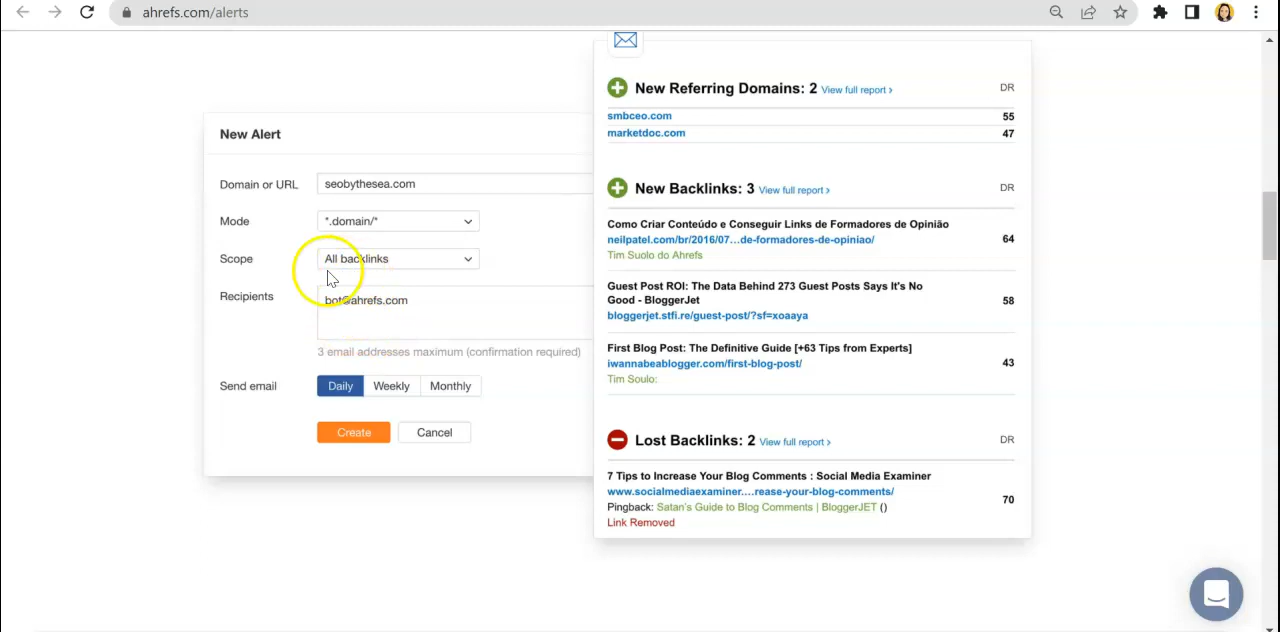 ahrefs.com/alerts
New Alert
Domain or URL
seobythesea.com
Mode
*.domain/*
Scope
All backlinks
Recipients
bot@ahrefs.com
3 email addresses maximum (confirmation required)
Send email
Daily
Weekly
Monthly
Create
Cancel
New Referring Domains: 2 View full report › DR
smbceo.com 55
marketdoc.com 47
New Backlinks: 3 View full report › DR
Como Criar Conteúdo e Conseguir Links de Formadores de Opinião
neilpatel.com/br/2016/07…de-formadores-de-opiniao/ 64
Tim Suolo do Ahrefs
Guest Post ROI: The Data Behind 273 Guest Posts Says It's No
Good - BloggerJet 58
bloggerjet.stfi.re/guest-post/?sf=xoaaya
First Blog Post: The Definitive Guide [+63 Tips from Experts]
iwannabeablogger.com/first-blog-post/ 43
Tim Soulo:
Lost Backlinks: 2 View full report › DR
7 Tips to Increase Your Blog Comments : Social Media Examiner
www.socialmediaexaminer.…rease-your-blog-comments/ 70
Pingback: Satan's Guide to Blog Comments | BloggerJET ()
Link Removed